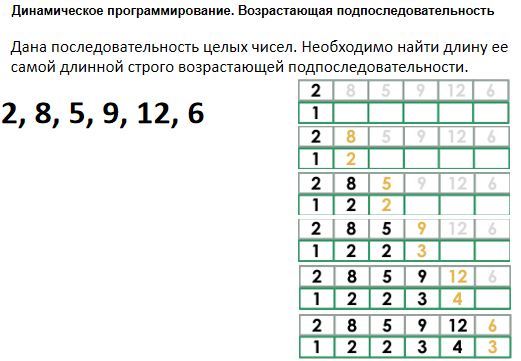 Динамическое программирование. Возрастающая подпоследовательность
Дана последовательность целых чисел. Необходимо найти длину ее
самой длинной строго возрастающей подпоследовательности.
2, 8, 5, 9, 12, 6
2 8 5 9 12 6
1
2 8 5 9 12 6
1 2
2 8 5 9 12 6
1 2 2
2 8 5 9 12 6
1 2 2 3
2 8 5 9 12 6
1 2 2 3 4
2 8 5 9 12 6
1 2 2 3 4 3